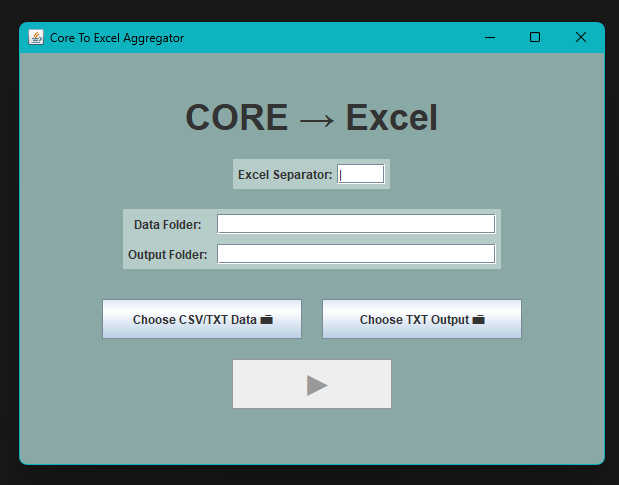 Core To Excel Aggregator
CORE → Excel
Excel Separator:
Data Folder:
Output Folder:
Choose CSV/TXT Data 🖿 Choose TXT Output 🖿